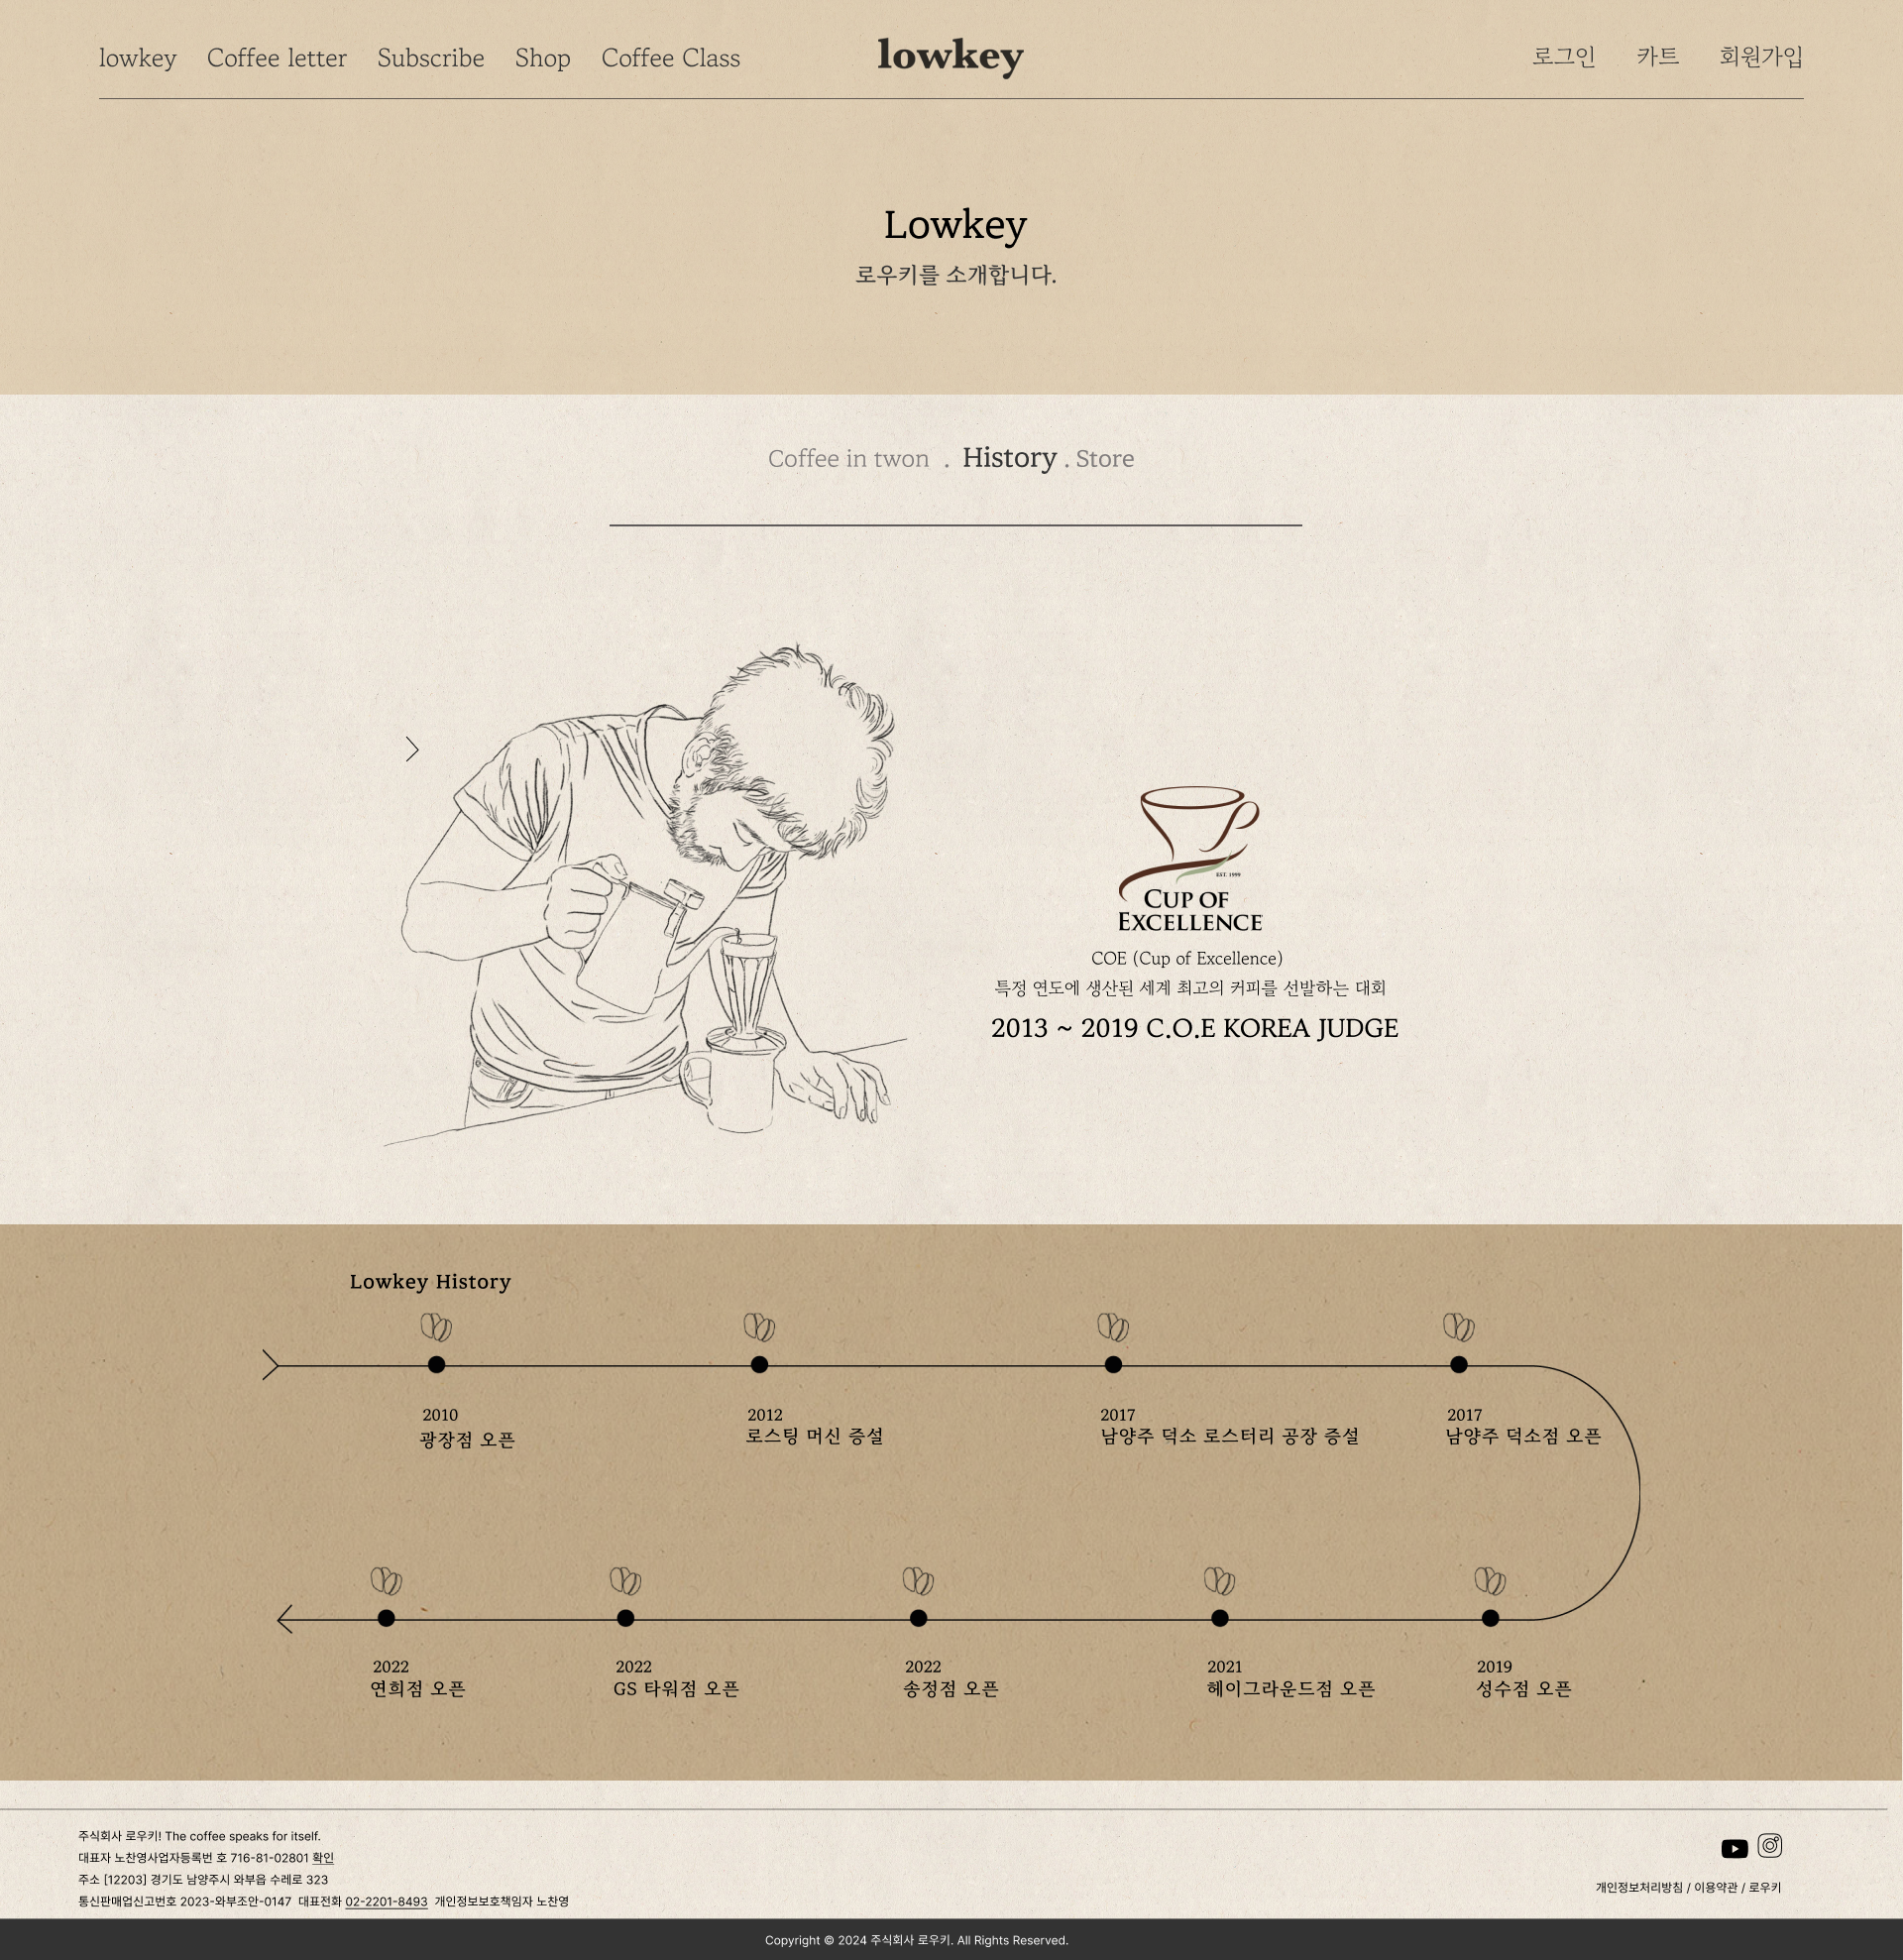 lowkey Coffee letter Subscribe Shop Coffee Class lowkey 로그인 카트 회원가입
Lowkey
로우키를 소개합니다.
Coffee in twon . History . Store
EST. 1999
CUP OF
EXCELLENCE
COE (Cup of Excellence)
특정 연도에 생산된 세계 최고의 커피를 선발하는 대회
2013 ~ 2019 C.O.E KOREA JUDGE
Lowkey History
2010
광장점 오픈
2012
로스팅 머신 증설
2017
남양주 덕소 로스터리 공장 증설
2017
남양주 덕소점 오픈
2022
연희점 오픈
2022
GS 타워점 오픈
2022
송정점 오픈
2021
헤이그라운드점 오픈
2019
성수점 오픈
주식회사 로우키! The coffee speaks for itself.
대표자 노찬영사업자등록번 호 716-81-02801 확인
주소 [12203] 경기도 남양주시 와부읍 수레로 323
통신판매업신고번호 2023-와부조안-0147 대표전화 02-2201-8493 개인정보보호책임자 노찬영
개인정보처리방침 / 이용약관 / 로우키
Copyright © 2024 주식회사 로우키. All Rights Reserved.